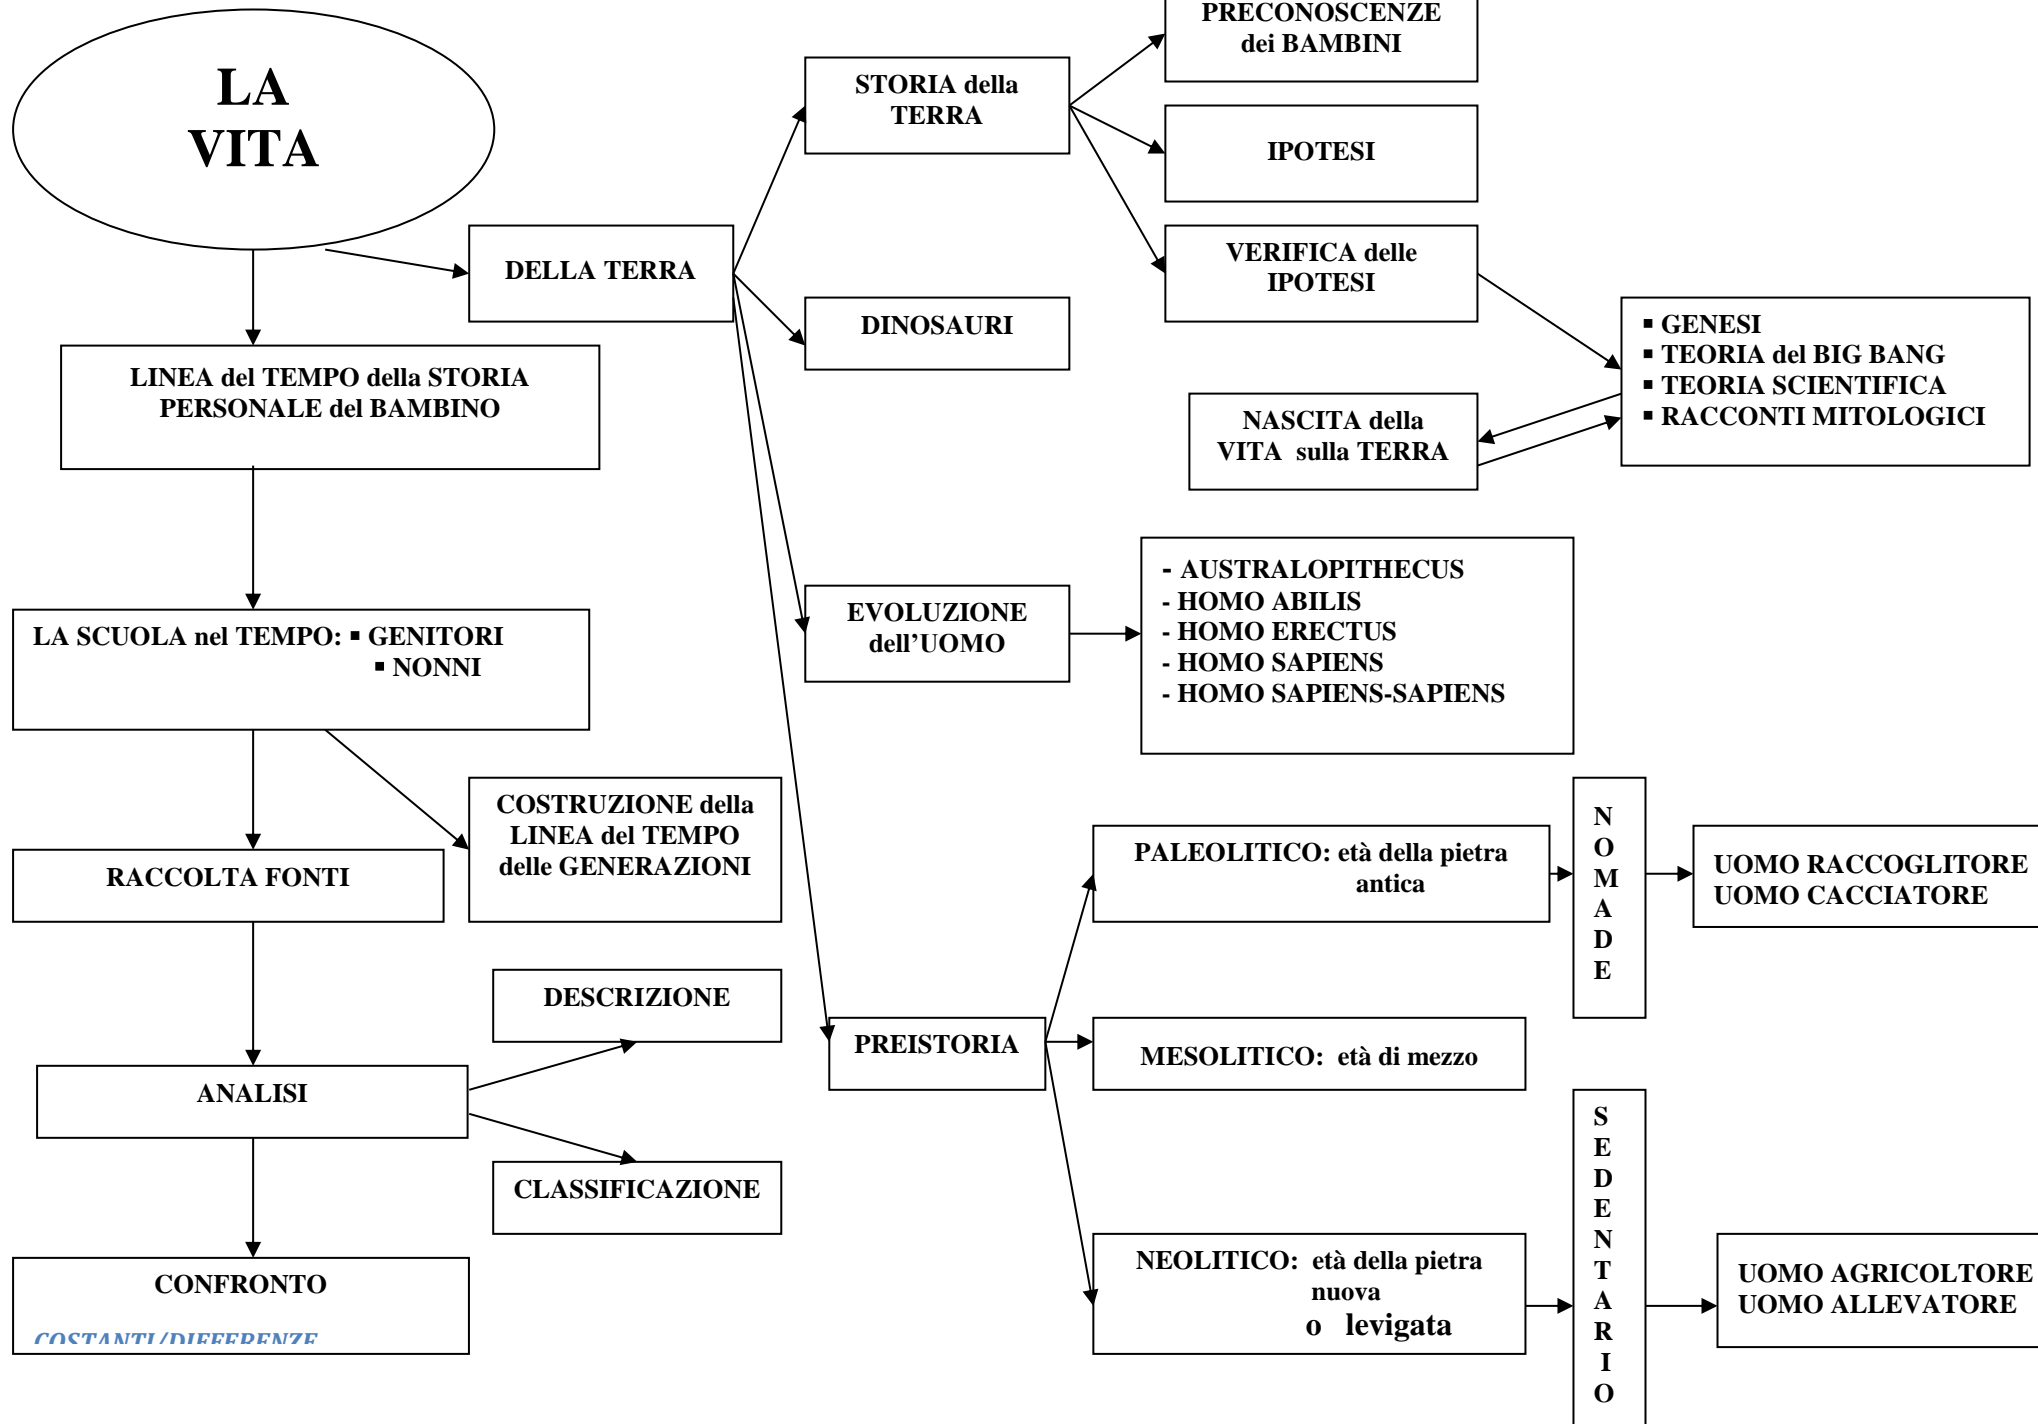 LA
VITA
DELLA TERRA
LINEA del TEMPO della STORIA
PERSONALE del BAMBINO
LA SCUOLA nel TEMPO: ▪ GENITORI
▪ NONNI
COSTRUZIONE della
LINEA del TEMPO
delle GENERAZIONI
RACCOLTA FONTI
DESCRIZIONE
ANALISI
CLASSIFICAZIONE
CONFRONTO
COSTANTI/DIFFERENZE
STORIA della
TERRA
PRECONOSCENZE
dei BAMBINI
IPOTESI
VERIFICA delle
IPOTESI
▪ GENESI
▪ TEORIA del BIG BANG
▪ TEORIA SCIENTIFICA
▪ RACCONTI MITOLOGICI
NASCITA della
VITA sulla TERRA
DINOSAURI
EVOLUZIONE
dell’UOMO
- AUSTRALOPITHECUS
- HOMO ABILIS
- HOMO ERECTUS
- HOMO SAPIENS
- HOMO SAPIENS-SAPIENS
PREISTORIA
PALEOLITICO: età della pietra
antica
N
O
M
A
D
E
UOMO RACCOGLITORE
UOMO CACCIATORE
MESOLITICO: età di mezzo
NEOLITICO: età della pietra
nuova
o levigata
S
E
D
E
N
T
A
R
I
O
UOMO AGRICOLTORE
UOMO ALLEVATORE